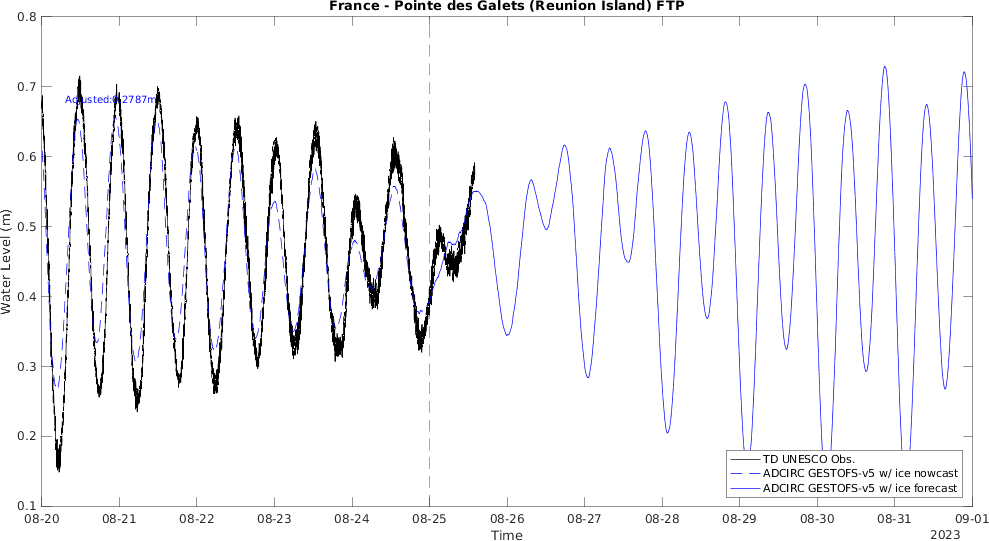 France - Pointe des Galets (Reunion Island) FTP
0.8
0.7
0.6
0.5
0.4
0.3
0.2
0.1
Water Level (m)
Adjusted:0.2787m
TD UNESCO Obs.
ADCIRC GESTOFS-v5 w/ ice nowcast
ADCIRC GESTOFS-v5 w/ ice forecast
08-20 08-21 08-22 08-23 08-24 08-25 08-26 08-27 08-28 08-29 08-30 08-31 09-01
Time
2023